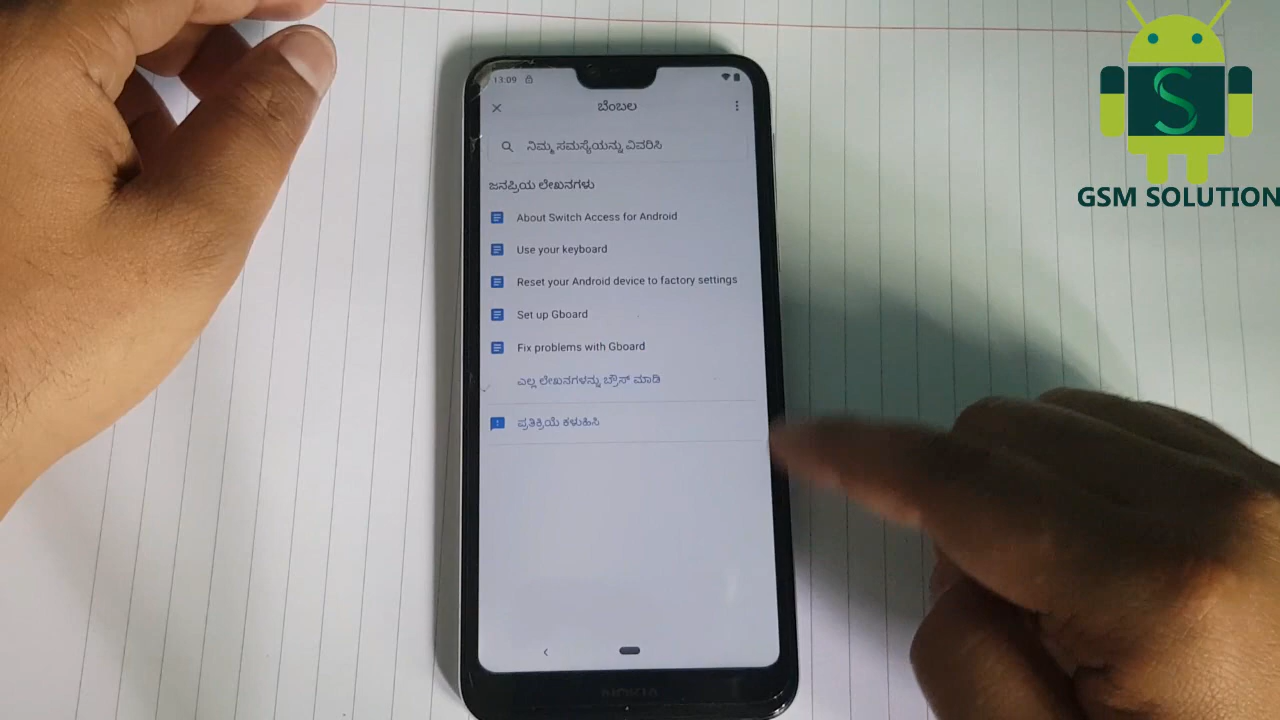 GSM SOLUTION
13:09
ಬೆಂಬಲ
ನಿಮ್ಮ ಸಮಸ್ಯೆಯನ್ನು ವಿವರಿಸಿ
ಜನಪ್ರಿಯ ಲೇಖನಗಳು
About Switch Access for Android
Use your keyboard
Reset your Android device to factory settings
Set up Gboard
Fix problems with Gboard
ಎಲ್ಲ ಲೇಖನಗಳನ್ನು ಬ್ರೌಸ್ ಮಾಡಿ
ಪ್ರತಿಕ್ರಿಯೆ ಕಳುಹಿಸಿ
NOKIA